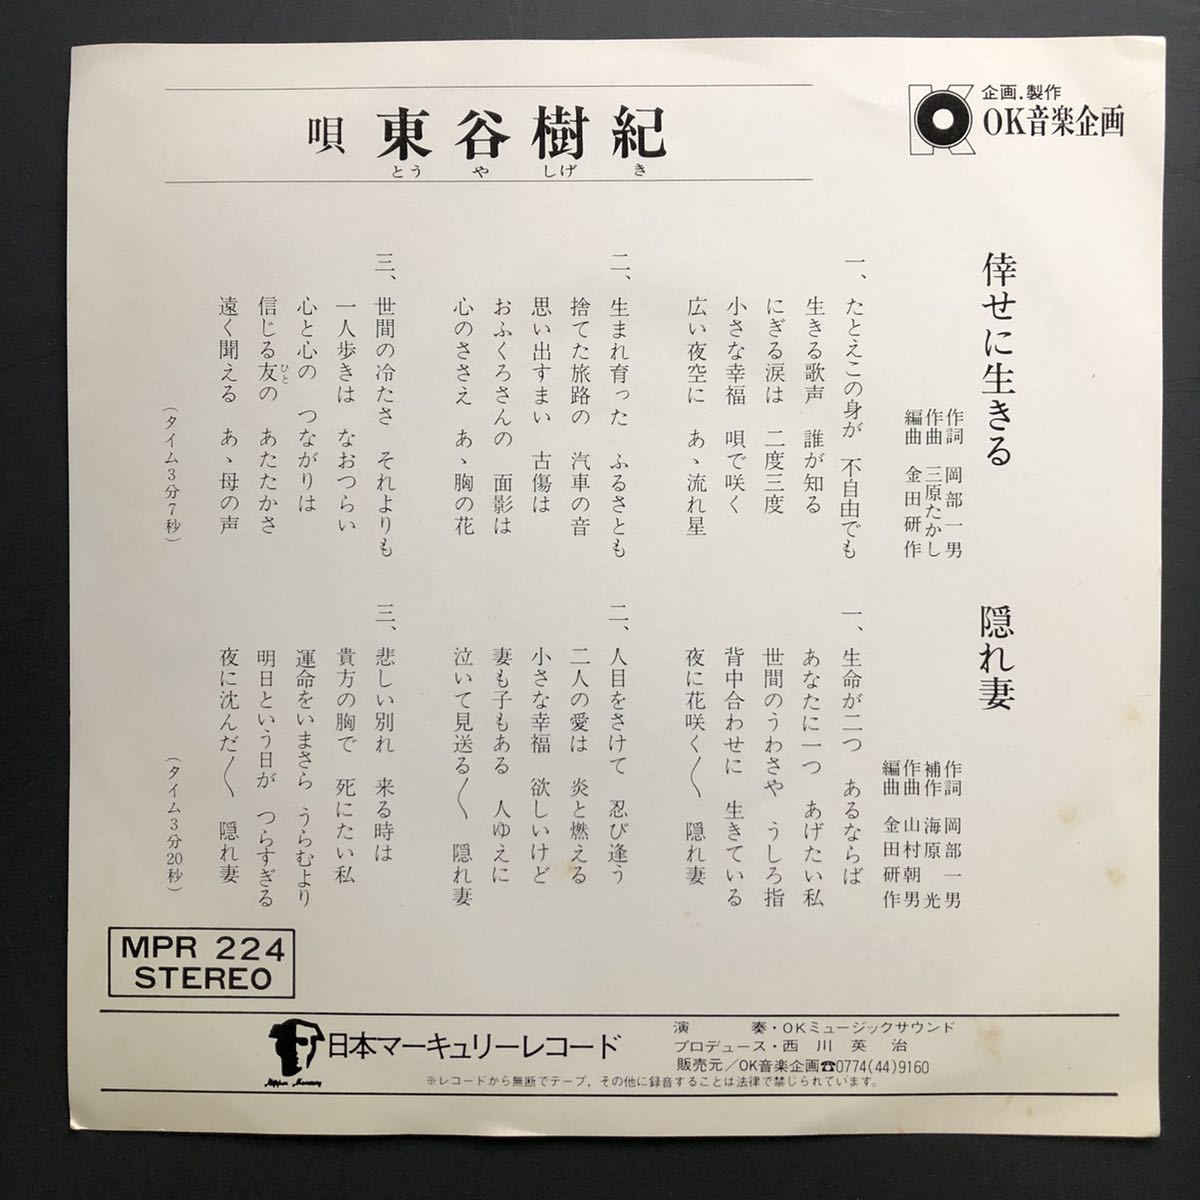 企画.製作
OK音楽企画
唄 東谷樹紀
とうやしげき
倖せに生きる
作詞 岡部一男
作曲 三原たかし
編曲 金田研作
一、たとえこの身が 不自由でも
生きる歌声 誰が知る
にぎる涙は 二度三度
小さな幸福 唄で咲く
広い夜空に あゝ流れ星
二、生まれ育った ふるさとも
捨てた旅路の 汽車の音
思い出すまい 古傷は
おふくろさんの 面影は
心のささえ あゝ胸の花
三、世間の冷たさ それよりも
一人歩きは なおつらい
心と心の つながりは
信じる友の あたたかさ
ひと
遠く聞える あゝ母の声
(タイム3分7秒)
隠れ妻
作詞 岡部一男
補作 海原光
作曲 山村朝男
編曲 金田研作
一、生命が二つ あるならば
あなたに一つ あげたい私
世間のうわさや うしろ指
背中合わせに 生きている
夜に花咲く〱 隠れ妻
二、人目をさけて 忍び逢う
二人の愛は 炎と燃える
小さな幸福 欲しいけど
妻も子もある 人ゆえに
泣いて見送る〱 隠れ妻
三、悲しい別れ 来る時は
貴方の胸で 死にたい私
運命をいまさら うらむより
明日という日が つらすぎる
夜に沈んだ〱 隠れ妻
(タイム3分20秒)
MPR 224
STEREO
Nippon Mercury
日本マーキュリーレコード
演奏・OKミュージックサウンド
プロデュース・西川英治
販売元/OK音楽企画☎0774(44)9160
※レコードから無断でテープ、その他に録音することは法律で禁じられています。